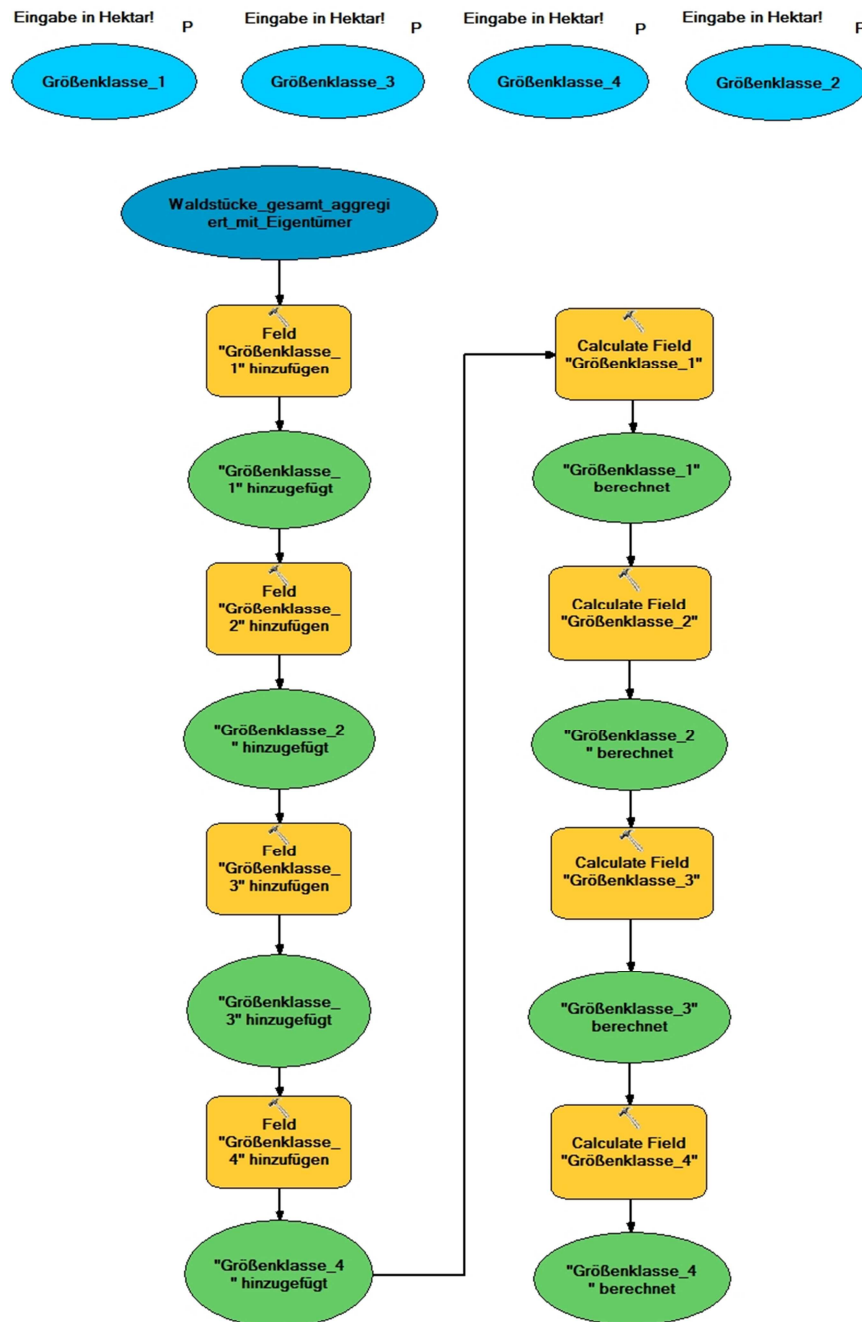 Eingabe in Hektar!
P
Größenklasse_1
Eingabe in Hektar!
P
Größenklasse_3
Eingabe in Hektar!
P
Größenklasse_4
Eingabe in Hektar!
P
Größenklasse_2
Waldstücke_gesamt_aggregi
ert_mit_Eigentümer
Feld
"Größenklasse_
1" hinzufügen
"Größenklasse_
1" hinzugefügt
Feld
"Größenklasse_
2" hinzufügen
"Größenklasse_2
" hinzugefügt
Feld
"Größenklasse_
3" hinzufügen
"Größenklasse_
3" hinzugefügt
Feld
"Größenklasse_
4" hinzufügen
"Größenklasse_4
" hinzugefügt
Calculate Field
"Größenklasse_1"
"Größenklasse_1"
berechnet
Calculate Field
"Größenklasse_2"
"Größenklasse_2
" berechnet
Calculate Field
"Größenklasse_3"
"Größenklasse_3"
berechnet
Calculate Field
"Größenklasse_4"
"Größenklasse_4
" berechnet